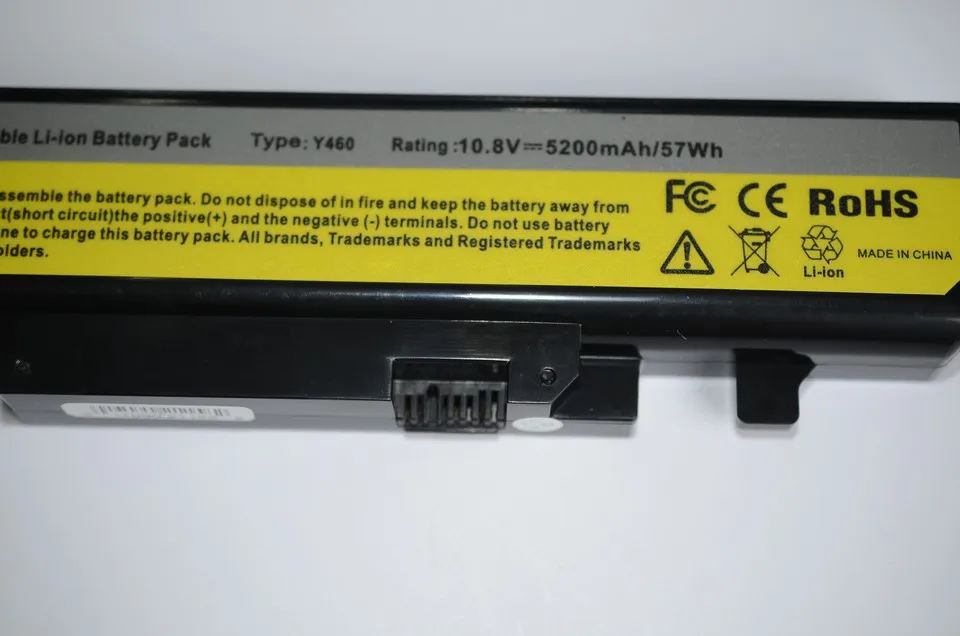 ble Li-ion Battery Pack Type: Y460 Rating:10.8V⎓5200mAh/57Wh
ssemble the battery pack. Do not dispose of in fire and keep the battery away from
t(short circuit)the positive(+) and the negative (-) terminals. Do not use battery
ne to charge this battery pack. All brands, Trademarks and Registered Trademarks
olders.
FC CE RoHS
Li-ion
MADE IN CHINA